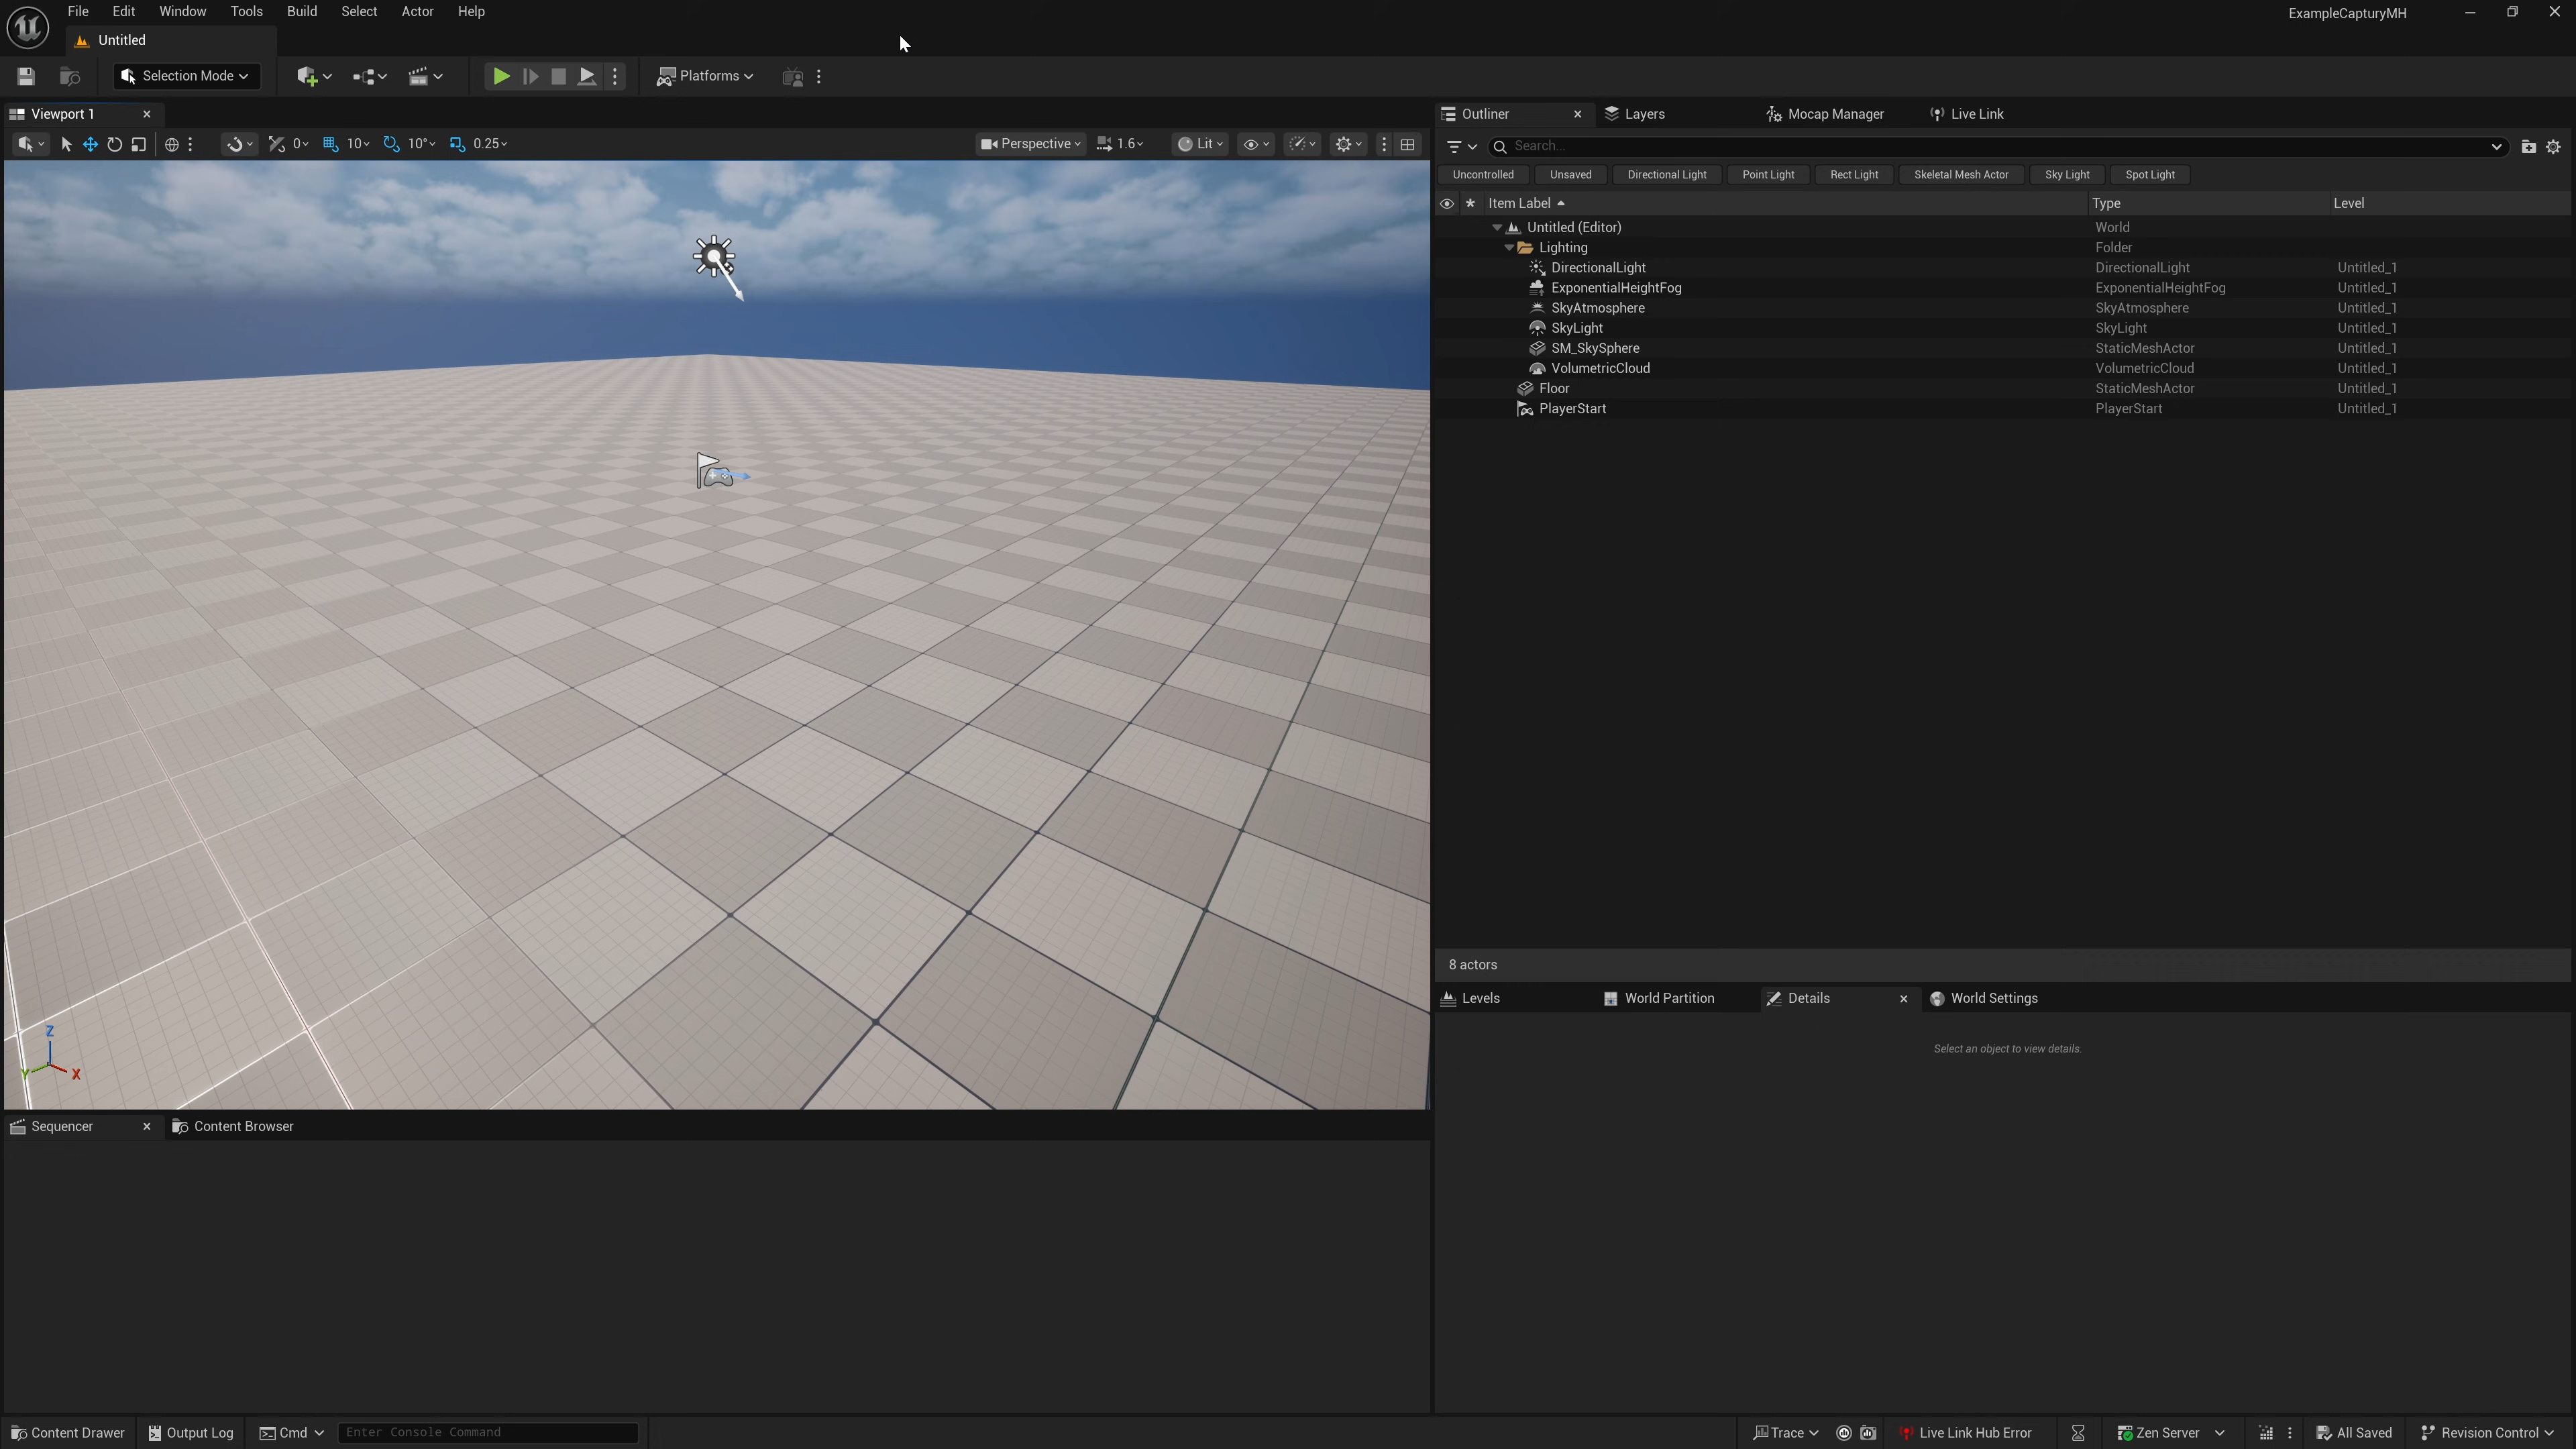 File Edit Window Tools Build Select Actor Help
ExampleCapturyMH
Untitled
Selection Mode
Platforms
Viewport 1
0 10 10° 0.25
Perspective 1.6 Lit
Outliner Layers Mocap Manager Live Link
Search...
Uncontrolled Unsaved Directional Light Point Light Rect Light Skeletal Mesh Actor Sky Light Spot Light
Item Label Type Level
Untitled (Editor) World
Lighting Folder
DirectionalLight DirectionalLight Untitled_1
ExponentialHeightFog ExponentialHeightFog Untitled_1
SkyAtmosphere SkyAtmosphere Untitled_1
SkyLight SkyLight Untitled_1
SM_SkySphere StaticMeshActor Untitled_1
VolumetricCloud VolumetricCloud Untitled_1
Floor StaticMeshActor Untitled_1
PlayerStart PlayerStart Untitled_1
8 actors
Levels World Partition Details World Settings
Select an object to view details.
Z
Y X
Sequencer Content Browser
Content Drawer Output Log Cmd Enter Console Command
Trace Live Link Hub Error Zen Server All Saved Revision Control